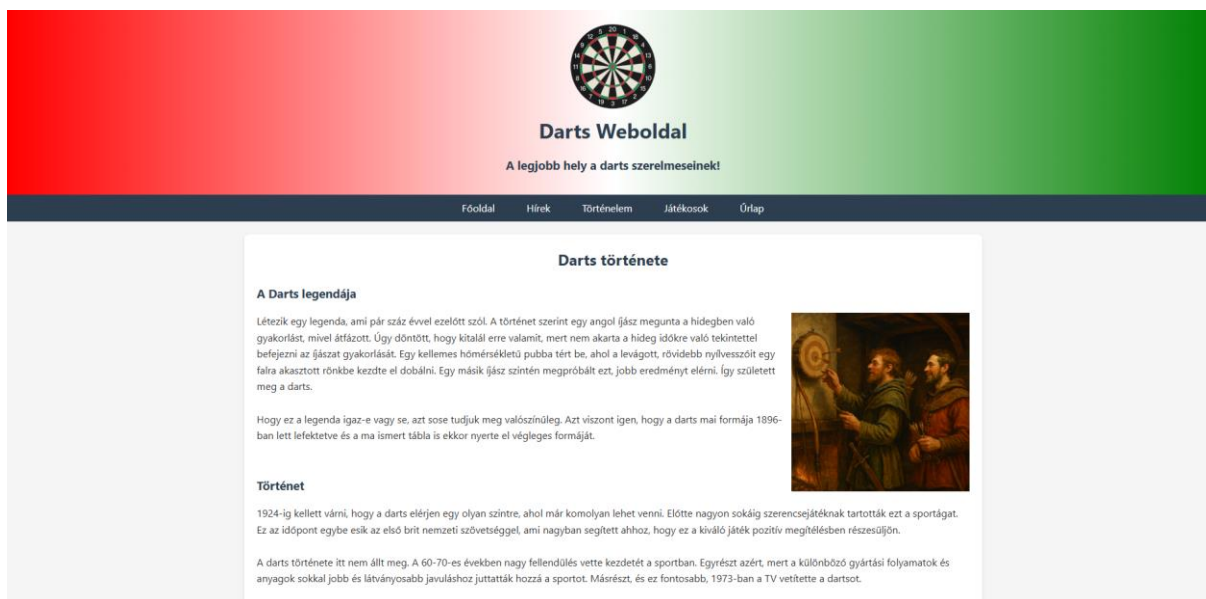 Darts Weboldal
A legjobb hely a darts szerelmeseinek!
Főoldal Hírek Történelem Játékosok Űrlap
Darts története
A Darts legendája
Létezik egy legenda, ami pár száz évvel ezelőtt szól. A történet szerint egy angol íjász megunta a hidegben való
gyakorlást, mivel átfázott. Úgy döntött, hogy kitalál erre valamit, mert nem akarta a hideg időkre való tekintettel
befejezni az íjászat gyakorlását. Egy kellemes hőmérsékletű pubba tért be, ahol a levágott, rövidebb nyílvesszőit egy
falra akasztott rönkbe kezdte el dobálni. Egy másik íjász szintén megpróbált ezt, jobb eredményt elérni. Így született
meg a darts.
Hogy ez a legenda igaz-e vagy se, azt sose tudjuk meg valószínűleg. Azt viszont igen, hogy a darts mai formája 1896-
ban lett lefektetve és a ma ismert tábla is ekkor nyerte el végleges formáját.
Történet
1924-ig kellett várni, hogy a darts elérjen egy olyan szintre, ahol már komolyan lehet venni. Előtte nagyon sokáig szerencsejátéknak tartották ezt a sportágat.
Ez az időpont egybe esik az első brit nemzeti szövetséggel, ami nagyban segített ahhoz, hogy ez a kiváló játék pozitív megítélésben részesüljön.
A darts története itt nem állt meg. A 60-70-es években nagy fellendülés vette kezdetét a sportban. Egyrészt azért, mert a különböző gyártási folyamatok és
anyagok sokkal jobb és látványosabb javuláshoz juttatták hozzá a sportot. Másrészt, és ez fontosabb, 1973-ban a TV vetítette a dartsot.